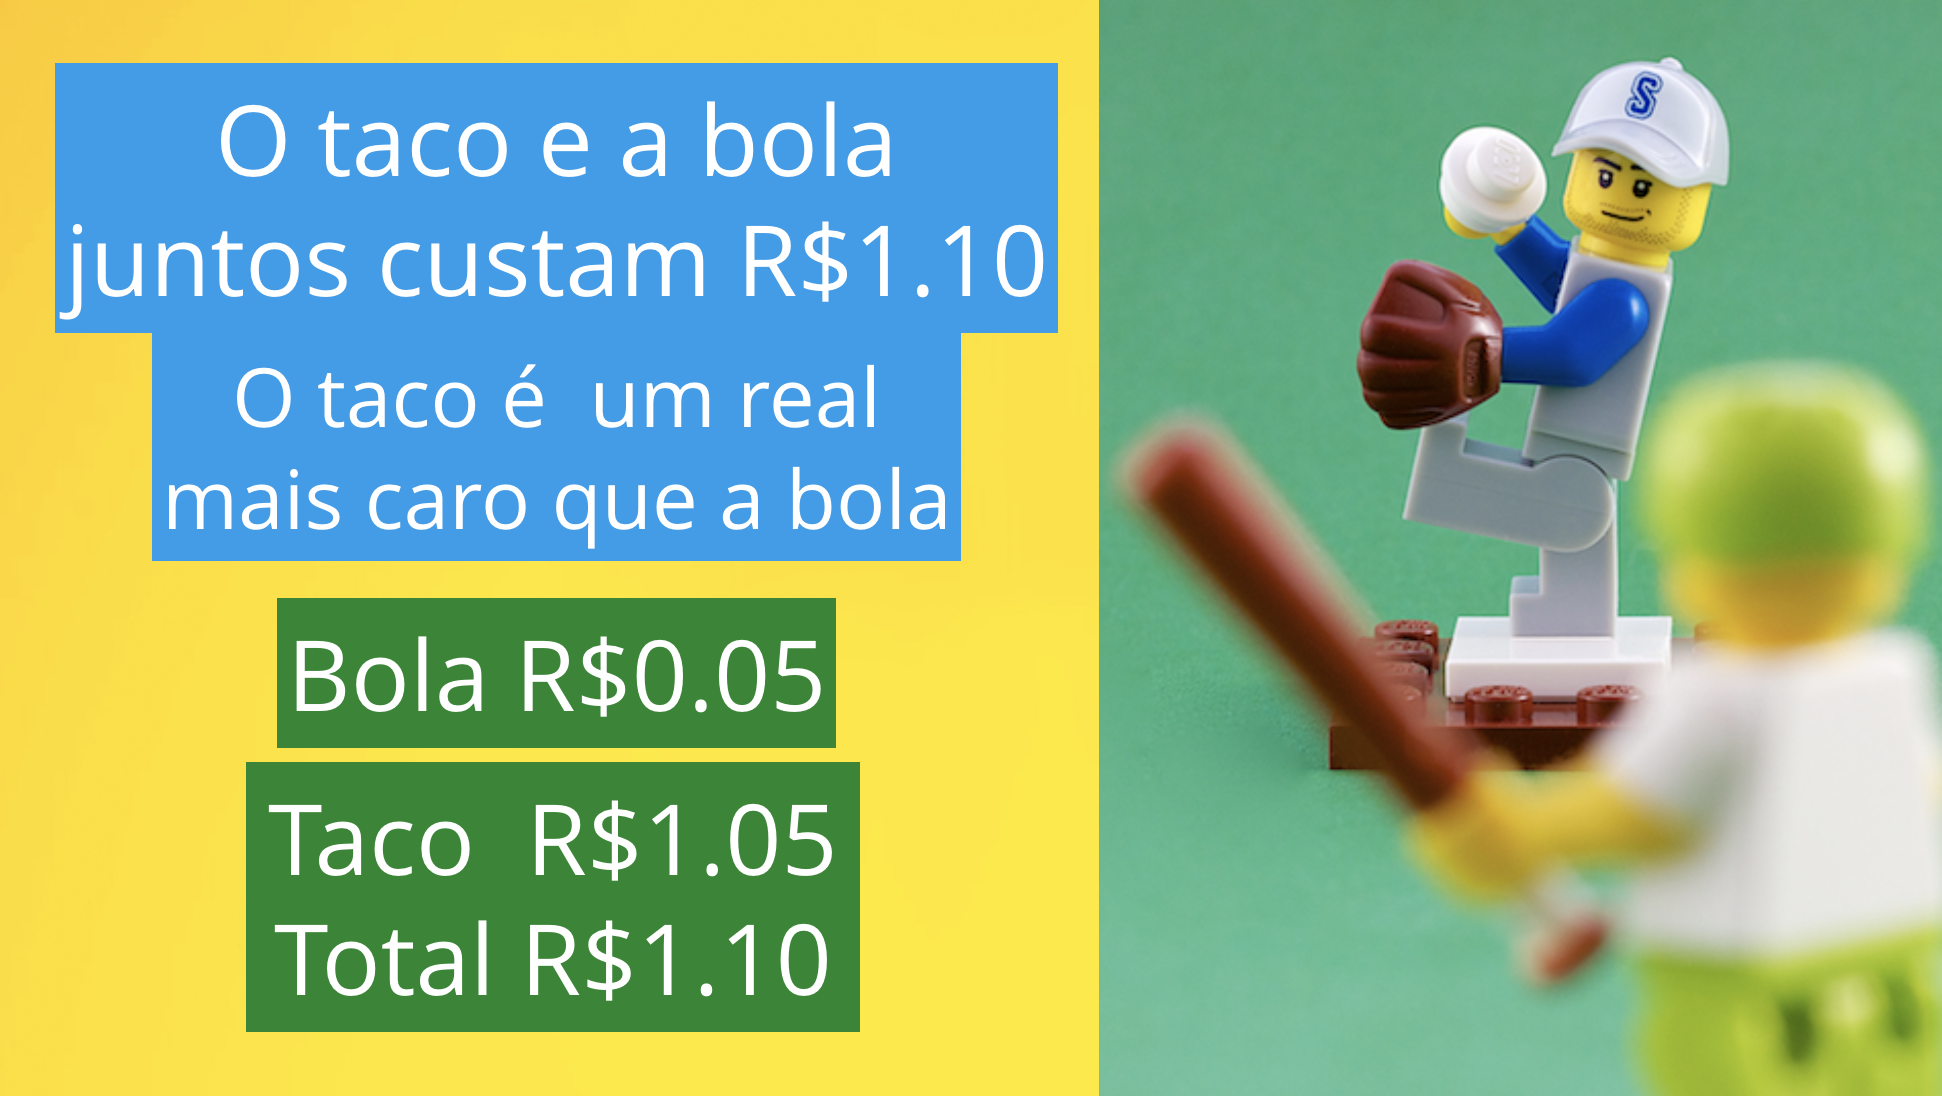 O taco e a bola
juntos custam R$1.10
O taco é  um real
mais caro que a bola
Bola R$0.05
Taco  R$1.05
Total R$1.10
S